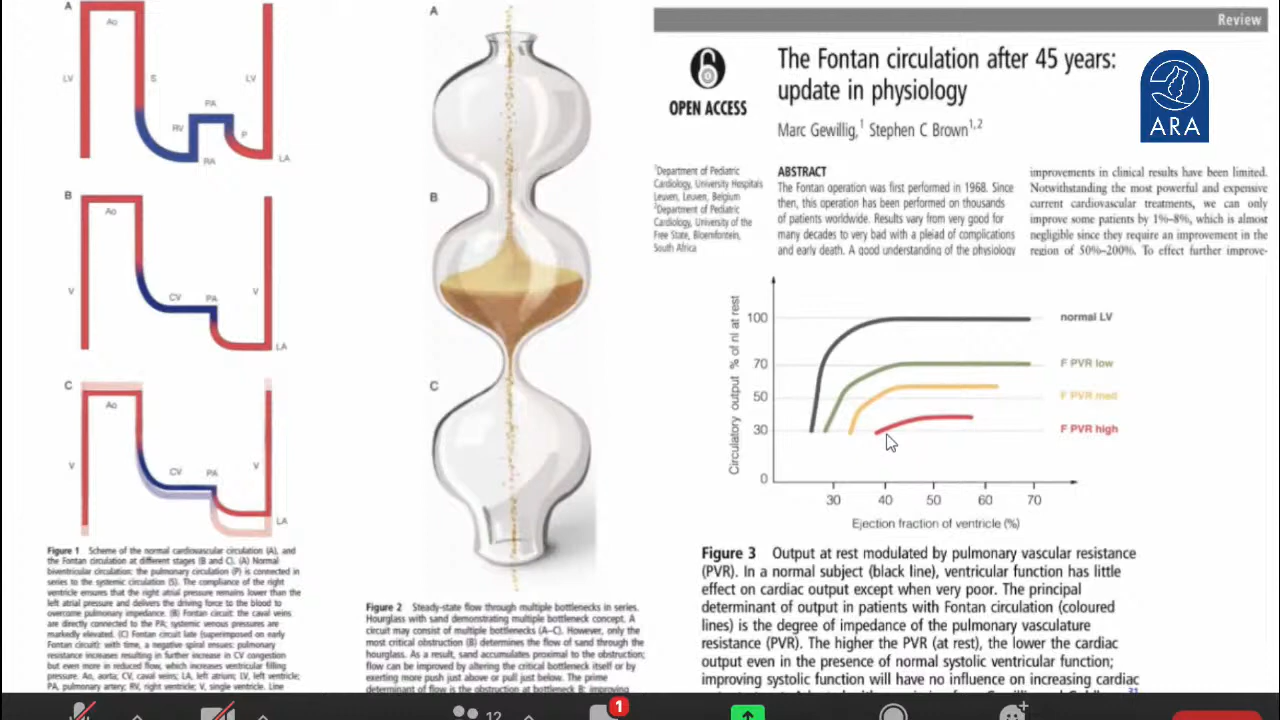 A
Ao
LV
S
LV
PA
RV
P
RA
LA
B
Ao
V
CV
PA
V
LA
C
Ao
V
CV
PA
V
LA
Figure 1 Scheme of the normal cardiovascular circulation (A), and
the Fontan circulation at different stages (B and C). (A) Normal
biventricular circulation: the pulmonary circulation (P) is connected in
series to the systemic circulation (S). The compliance of the right
ventricle ensures that the right atrial pressure remains lower than the
left atrial pressure and delivers the driving force to the blood to
overcome pulmonary impedance. (B) Fontan circuit: the caval veins
are directly connected to the PA; systemic venous pressures are
markedly elevated. (C) Fontan circuit late (superimposed on early
Fontan circuit): with time, a negative spiral ensues: pulmonary
resistance increases resulting in further increase in CV congestion
but even more in reduced flow, which increases ventricular filling
pressure. Ao, aorta; CV, caval veins; LA, left atrium; LV, left ventricle;
PA, pulmonary artery; RV, right ventricle; V, single ventricle. Line
A
B
C
Figure 2 Steady-state flow through multiple bottlenecks in series.
Hourglass with sand demonstrating multiple bottleneck concept. A
circuit may consist of multiple bottlenecks (A–C). However, only the
most critical obstruction (B) determines the flow of sand through the
hourglass. As a result, sand accumulates proximal to the obstruction;
flow can be improved by altering the critical bottleneck itself or by
exerting more push just above or pull just below. The prime
determinant of flow is the obstruction at bottleneck B; improving
Review
OPEN ACCESS
The Fontan circulation after 45 years:
update in physiology
Marc Gewillig,1 Stephen C Brown1,2
ARA
1Department of Pediatric
Cardiology, University Hospitals
Leuven, Leuven, Belgium
2Department of Pediatric
Cardiology, University of the
Free State, Bloemfontein,
South Africa
ABSTRACT
The Fontan operation was first performed in 1968. Since
then, this operation has been performed on thousands
of patients worldwide. Results vary from very good for
many decades to very bad with a pleiad of complications
and early death. A good understanding of the physiology
improvements in clinical results have been limited.
Notwithstanding the most powerful and expensive
current cardiovascular treatments, we can only
improve some patients by 1%–8%, which is almost
negligible since they require an improvement in the
region of 50%–200%. To effect further improve-
Circulatory output % of nl at rest
100
70
50
30
0
normal LV
F PVR low
F PVR med
F PVR high
30 40 50 60 70
Ejection fraction of ventricle (%)
Figure 3 Output at rest modulated by pulmonary vascular resistance
(PVR). In a normal subject (black line), ventricular function has little
effect on cardiac output except when very poor. The principal
determinant of output in patients with Fontan circulation (coloured
lines) is the degree of impedance of the pulmonary vasculature
resistance (PVR). The higher the PVR (at rest), the lower the cardiac
output even in the presence of normal systolic ventricular function;
improving systolic function will have no influence on increasing cardiac
31
12
1